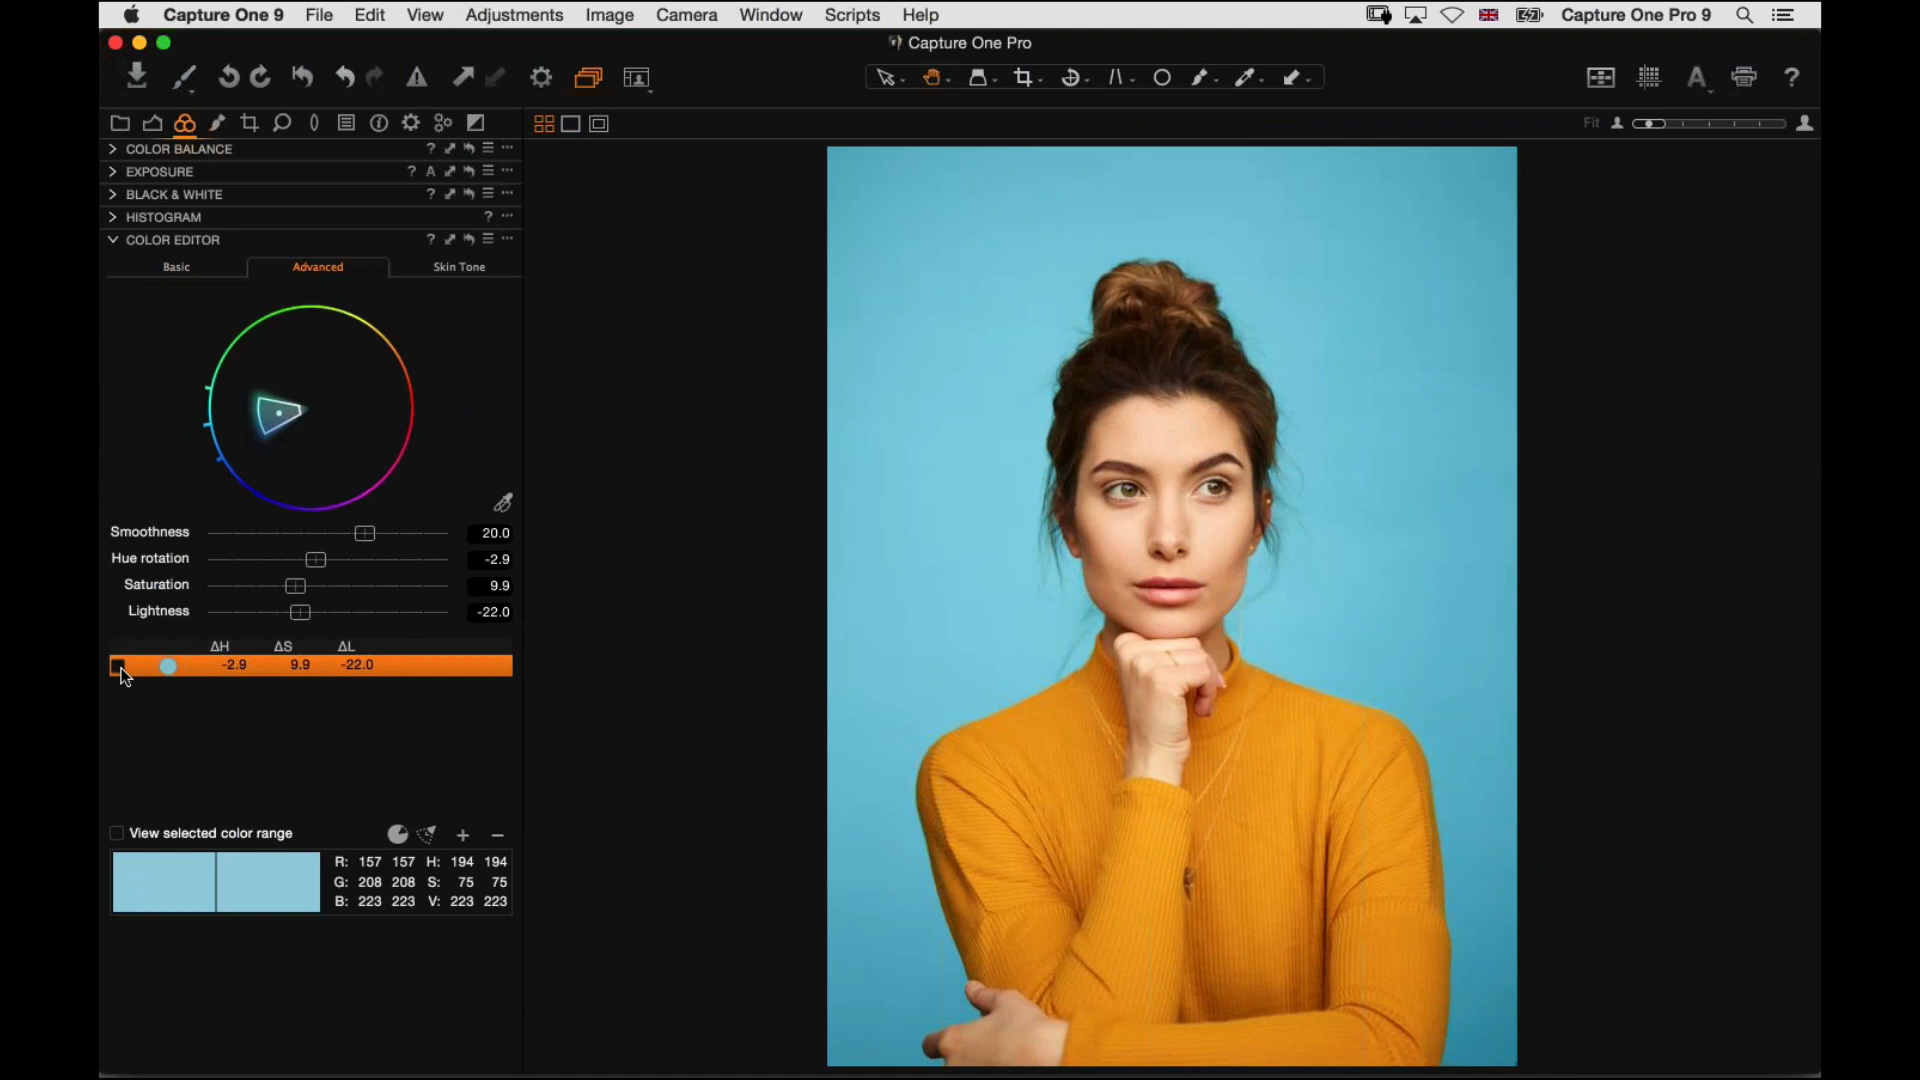 Capture One 9 File Edit View Adjustments Image Camera Window Scripts Help Capture One Pro 9
Capture One Pro
Fit
COLOR BALANCE
EXPOSURE
BLACK & WHITE
HISTOGRAM
COLOR EDITOR
Basic Advanced Skin Tone
Smoothness 20.0
Hue rotation -2.9
Saturation 9.9
Lightness -22.0
ΔH ΔS ΔL
-2.9 9.9 -22.0
View selected color range
R: 157 157 H: 194 194
G: 208 208 S: 75 75
B: 223 223 V: 223 223